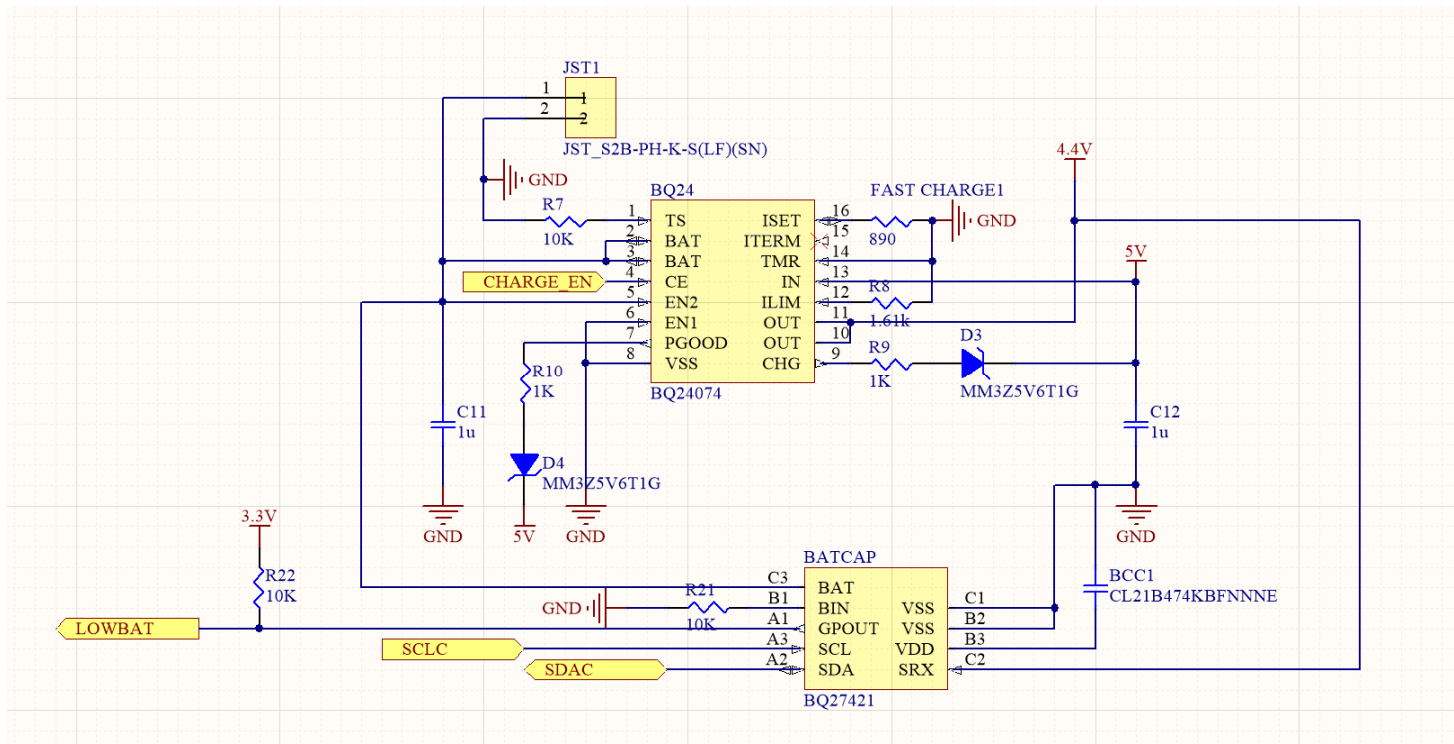 JST1
1 1
2 2
JST_S2B-PH-K-S(LF)(SN)
GND
R7
10K
BQ24
1 TS
2 BAT
3 BAT
4 CE
5 EN2
6 EN1
7 PGOOD
8 VSS
ISET 16
ITERM 15
TMR 14
IN 13
ILIM 12
OUT 11
OUT 10
CHG 9
BQ24074
CHARGE_EN
FAST CHARGE1
890
GND
4.4V
5V
R8
1.61k
R9
1K
D3
MM3Z5V6T1G
R10
1K
D4
MM3Z5V6T1G
5V
C11
1u
GND
GND
C12
1u
GND
3.3V
R22
10K
LOWBAT
SCLC
SDAC
GND
R21
10K
BATCAP
C3 BAT
B1 BIN
A1 GPOUT
A3 SCL
A2 SDA
VSS C1
VSS B2
VDD B3
SRX C2
BQ27421
BCC1
CL21B474KBFNNNE